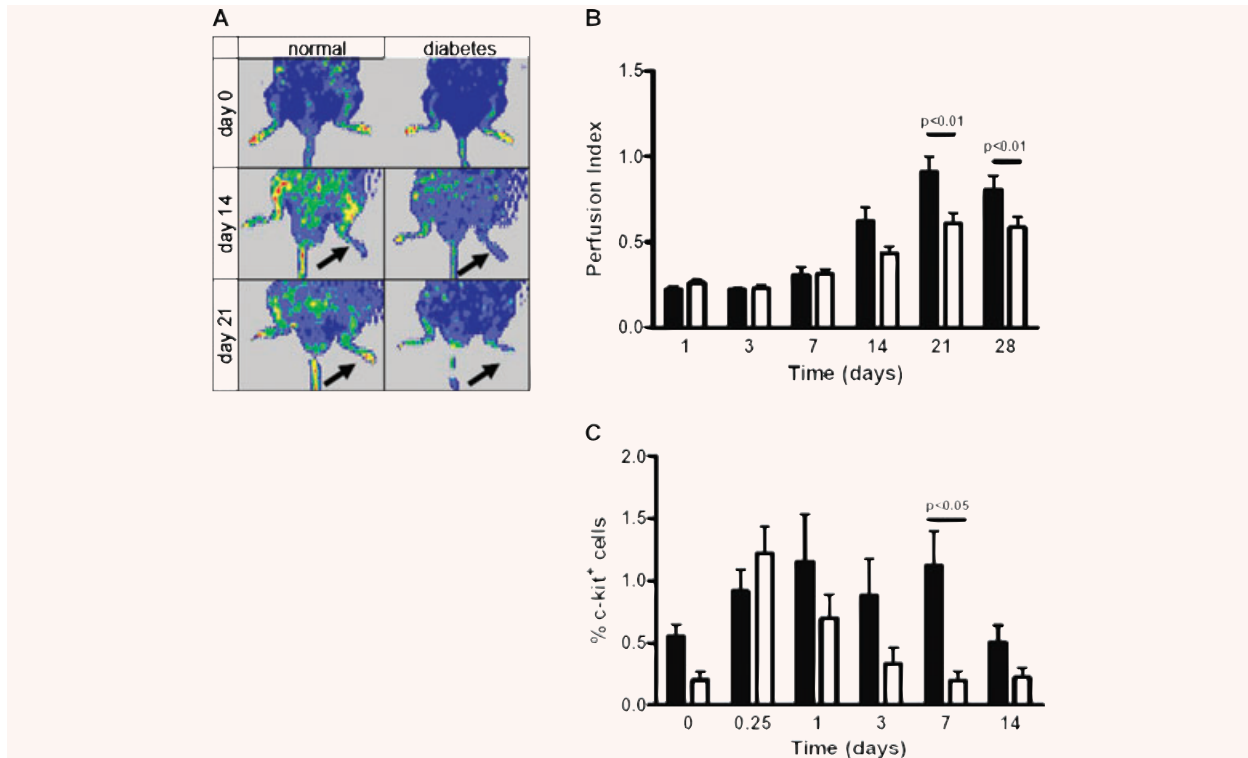 A
normal diabetes
day 0
day 14
day 21
B
Perfusion Index
1.5
1.0
0.5
0.0
p<0.01
p<0.01
1 3 7 14 21 28
Time (days)
C
% c-kit+ cells
2.0
1.5
1.0
0.5
0.0
p<0.05
0 0.25 1 3 7 14
Time (days)